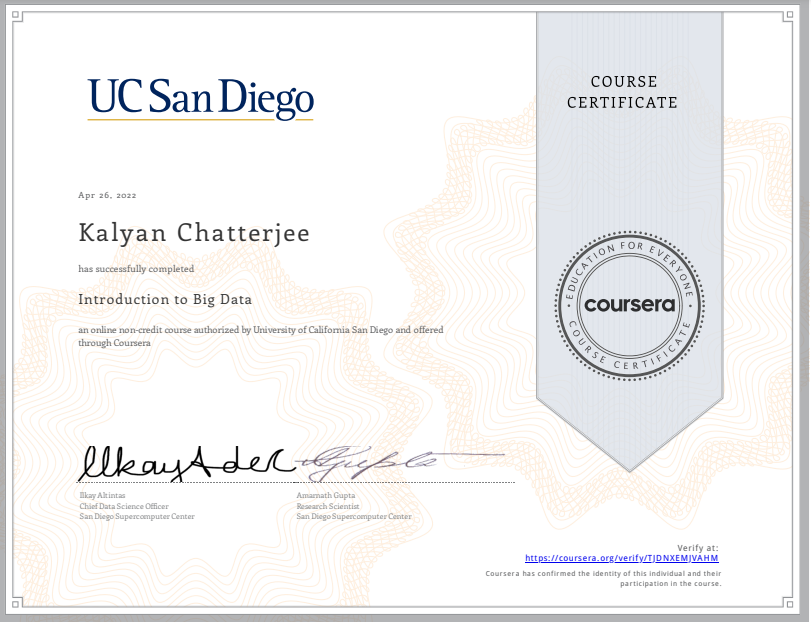 UC San Diego
COURSE
CERTIFICATE
Apr 26, 2022
Kalyan Chatterjee
has successfully completed
Introduction to Big Data
an online non-credit course authorized by University of California San Diego and offered
through Coursera
EDUCATION FOR EVERYONE
coursera
COURSE CERTIFICATE
Ilkay Altintas
Chief Data Science Officer
San Diego Supercomputer Center
Amarnath Gupta
Research Scientist
San Diego Supercomputer Center
Verify at:
https://coursera.org/verify/TJDNXEMJVAHM
Coursera has confirmed the identity of this individual and their
participation in the course.